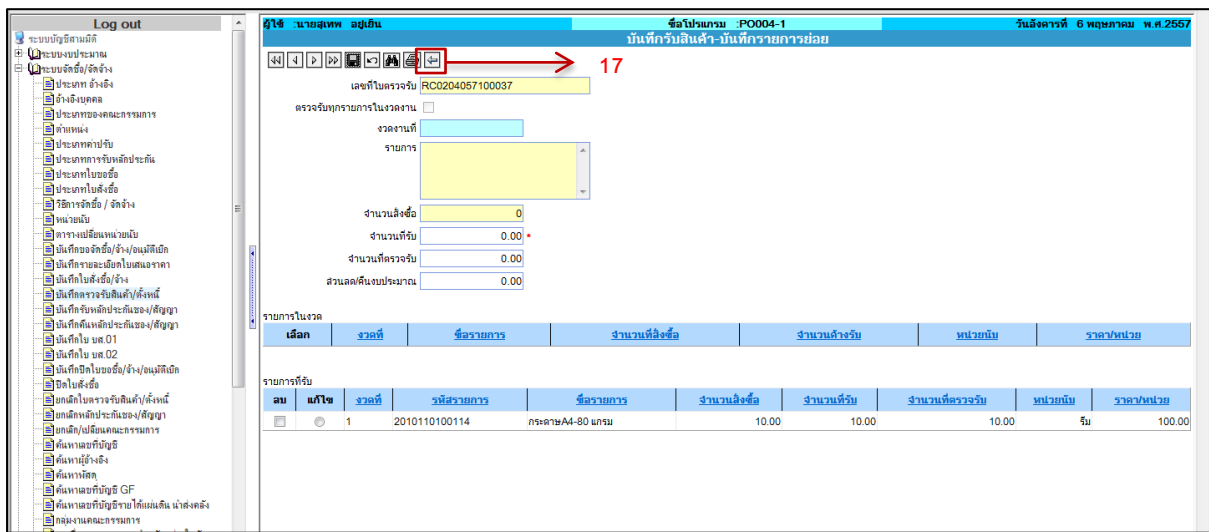 Log out
ระบบบัญชีสามมิติ
ระบบงบประมาณ
ระบบจัดซื้อ/จัดจ้าง
ประเภท อ้างอิง
อ้างอิงบุคคล
ประเภทของคณะกรรมการ
ตำแหน่ง
ประเภทค่าปรับ
ประเภทการรับหลักประกัน
ประเภทใบขอซื้อ
ประเภทใบสั่งซื้อ
วิธีการจัดซื้อ / จัดจ้าง
หน่วยนับ
ตารางเปลี่ยนหน่วยนับ
บันทึกขอจัดซื้อ/จ้าง/อนุมัติเบิก
บันทึกรายละเอียดใบเสนอราคา
บันทึกใบสั่งซื้อ/จ้าง
บันทึกตรวจรับสินค้า/ตั้งหนี้
บันทึกรับหลักประกันซอง/สัญญา
บันทึกคืนหลักประกันซอง/สัญญา
บันทึกใบ บส.01
บันทึกใบ บส.02
บันทึกปิดใบขอซื้อ/จ้าง/อนุมัติเบิก
ปิดใบสั่งซื้อ
ยกเลิกใบตรวจรับสินค้า/ตั้งหนี้
ยกเลิกหลักประกันซอง/สัญญา
ยกเลิก/เปลี่ยนคณะกรรมการ
ค้นหาเลขที่บัญชี
ค้นหาผู้อ้างอิง
ค้นหาพัสดุ
ค้นหาเลขที่บัญชี GF
ค้นหาเลขที่บัญชีรายได้แผ่นดิน นำส่งคลัง
กลุ่มงานคณะกรรมการ
ผู้ใช้ :นายสุเทพ อยู่เย็น ชื่อโปรแกรม :PO004-1 วันอังคารที่ 6 พฤษภาคม พ.ศ.2557
บันทึกรับสินค้า-บันทึกรายการย่อย
17
เลขที่ใบตรวจรับ RC0204057100037
ตรวจรับทุกรายการในงวดงาน
งวดงานที่
รายการ
จำนวนสั่งซื้อ 0
จำนวนที่รับ 0.00 *
จำนวนที่ตรวจรับ 0.00
ส่วนลด/คืนงบประมาณ 0.00
รายการในงวด
เลือก งวดที่ ชื่อรายการ จำนวนที่สั่งซื้อ จำนวนค้างรับ หน่วยนับ ราคา/หน่วย
รายการที่รับ
ลบ แก้ไข งวดที่ รหัสรายการ ชื่อรายการ จำนวนสั่งซื้อ จำนวนที่รับ จำนวนที่ตรวจรับ หน่วยนับ ราคา/หน่วย
1 2010110100114 กระดาษA4-80 แกรม 10.00 10.00 10.00 รีม 100.00